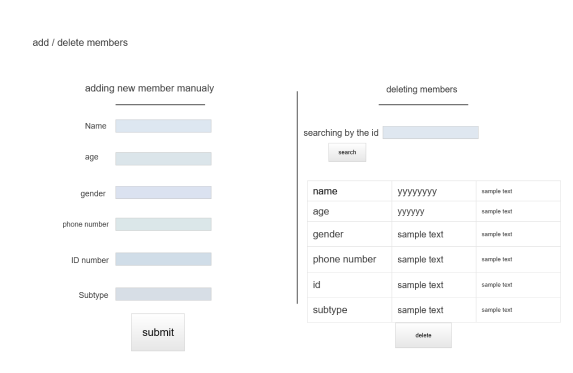 add / delete members
adding new member manualy
Name
age
gender
phone number
ID number
Subtype
submit
deleting members
searching by the id
search
name yyyyyyyy sample text
age yyyyyy sample text
gender sample text sample text
phone number sample text sample text
id sample text sample text
subtype sample text sample text
delete